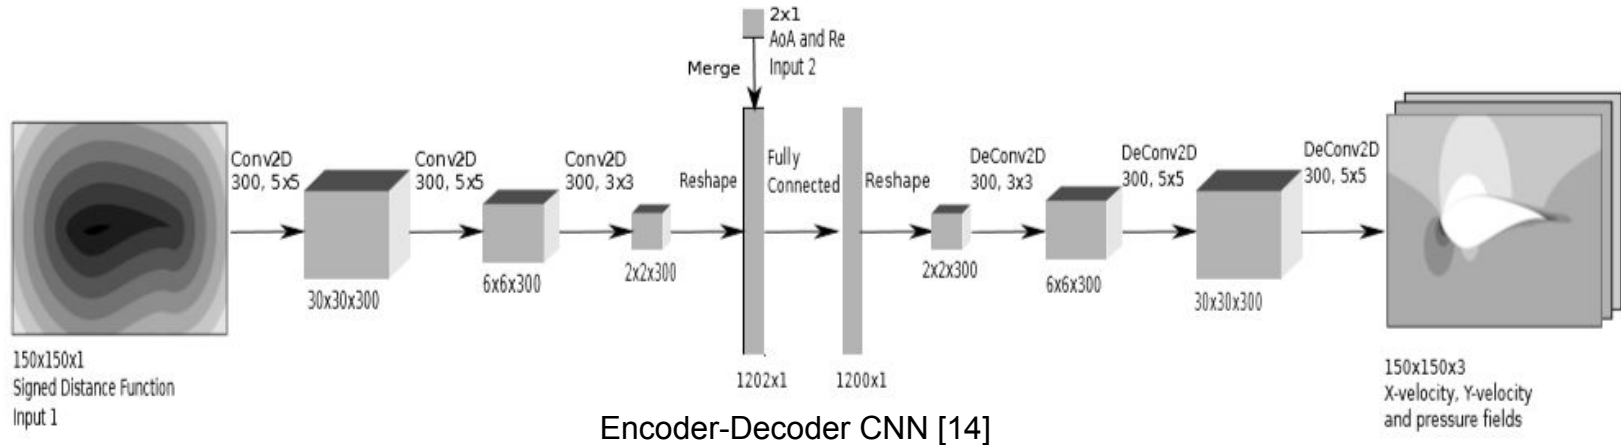 2x1
AoA and Re
Input 2
Merge
Conv2D
300, 5x5
Conv2D
300, 5x5
Conv2D
300, 3x3
Reshape
Fully
Connected
Reshape
DeConv2D
300, 3x3
DeConv2D
300, 5x5
DeConv2D
300, 5x5
30x30x300
6x6x300
2x2x300
2x2x300
6x6x300
30x30x300
150x150x1
Signed Distance Function
Input 1
1202x1
1200x1
150x150x3
X-velocity, Y-velocity
and pressure fields
Encoder-Decoder CNN [14]